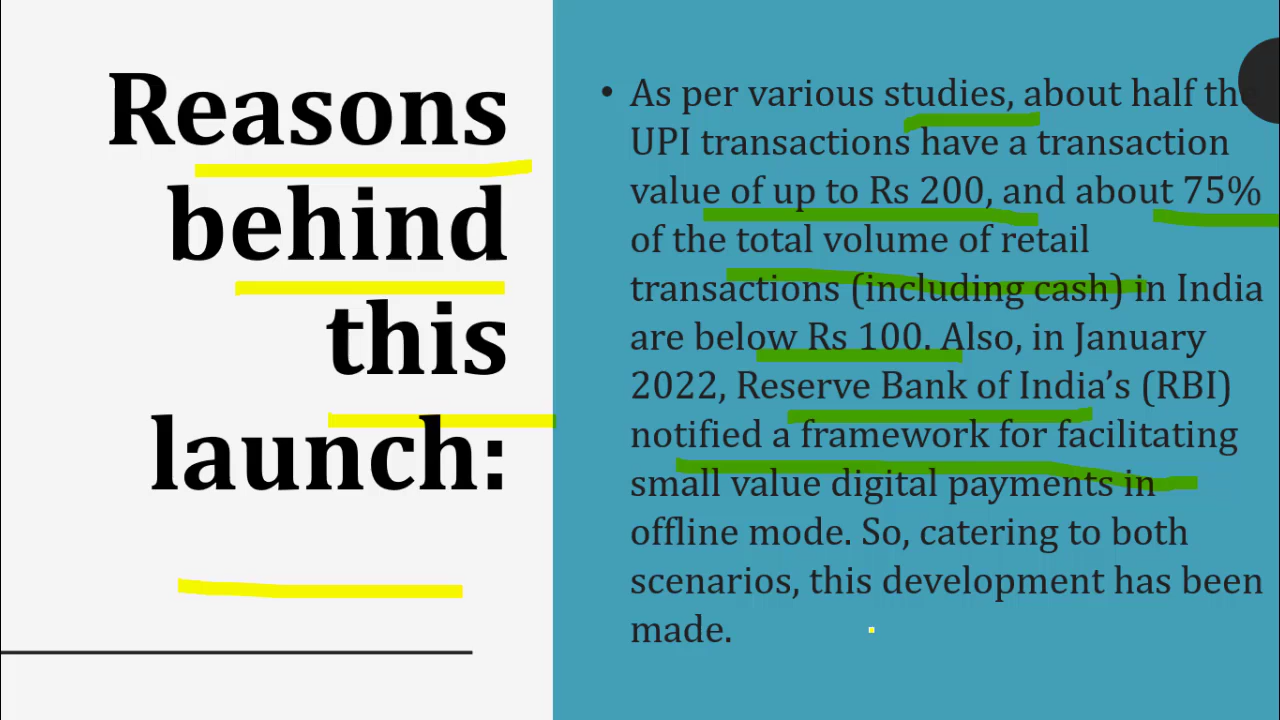 Reasons
behind
this
launch:
• As per various studies, about half the
UPI transactions have a transaction
value of up to Rs 200, and about 75%
of the total volume of retail
transactions (including cash) in India
are below Rs 100. Also, in January
2022, Reserve Bank of India’s (RBI)
notified a framework for facilitating
small value digital payments in
offline mode. So, catering to both
scenarios, this development has been
made.